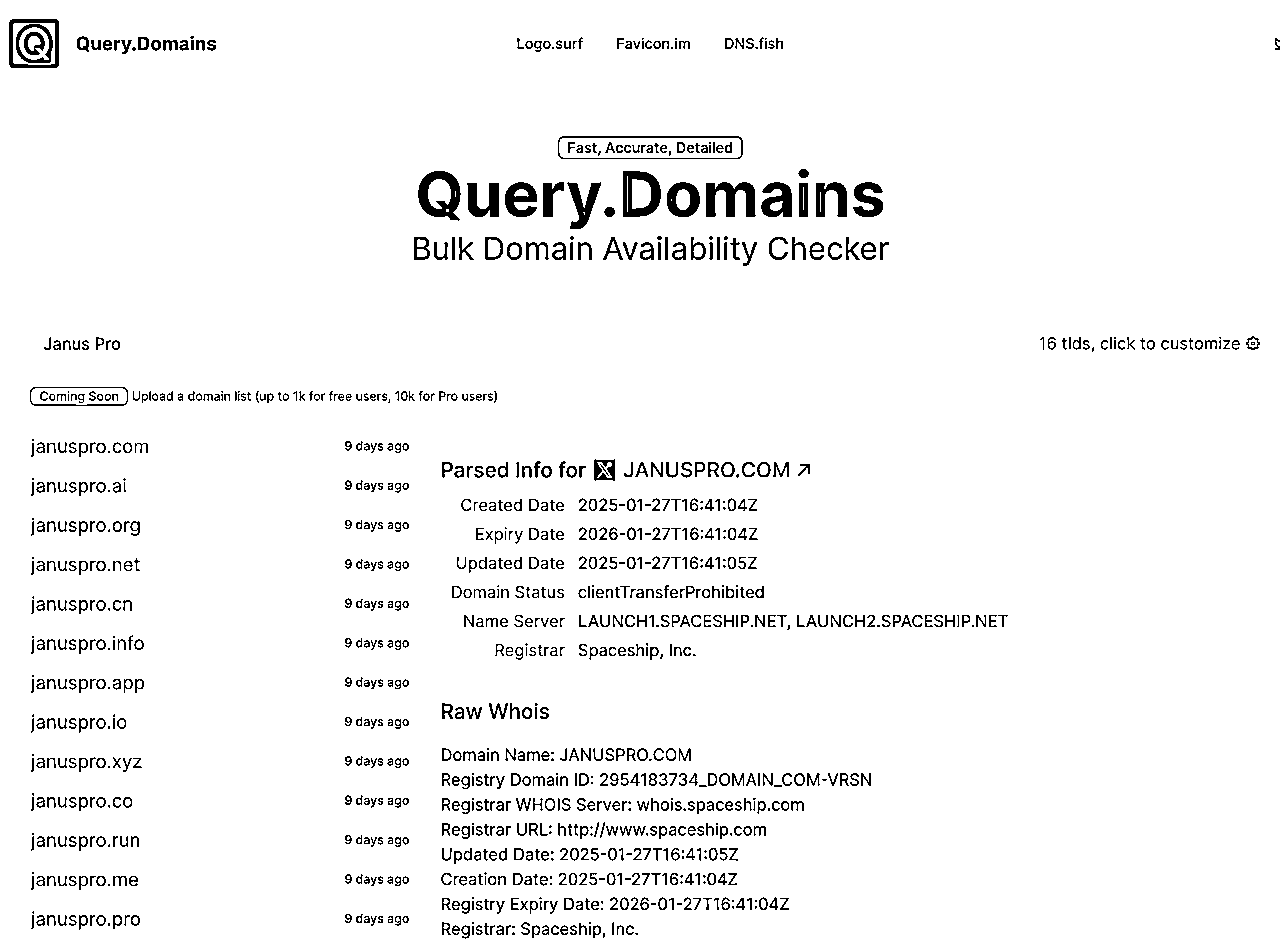 Query.Domains
Logo.surf Favicon.im DNS.fish
Fast, Accurate, Detailed
Query.Domains
Bulk Domain Availability Checker
Janus Pro
16 tlds, click to customize
Coming Soon Upload a domain list (up to 1k for free users, 10k for Pro users)
januspro.com 9 days ago
januspro.ai 9 days ago
januspro.org 9 days ago
januspro.net 9 days ago
januspro.cn 9 days ago
januspro.info 9 days ago
januspro.app 9 days ago
januspro.io 9 days ago
januspro.xyz 9 days ago
januspro.co 9 days ago
januspro.run 9 days ago
januspro.me 9 days ago
januspro.pro 9 days ago
Parsed Info for JANUSPRO.COM ↗
Created Date 2025-01-27T16:41:04Z
Expiry Date 2026-01-27T16:41:04Z
Updated Date 2025-01-27T16:41:05Z
Domain Status clientTransferProhibited
Name Server LAUNCH1.SPACESHIP.NET, LAUNCH2.SPACESHIP.NET
Registrar Spaceship, Inc.
Raw Whois
Domain Name: JANUSPRO.COM
Registry Domain ID: 2954183734_DOMAIN_COM-VRSN
Registrar WHOIS Server: whois.spaceship.com
Registrar URL: http://www.spaceship.com
Updated Date: 2025-01-27T16:41:05Z
Creation Date: 2025-01-27T16:41:04Z
Registry Expiry Date: 2026-01-27T16:41:04Z
Registrar: Spaceship, Inc.